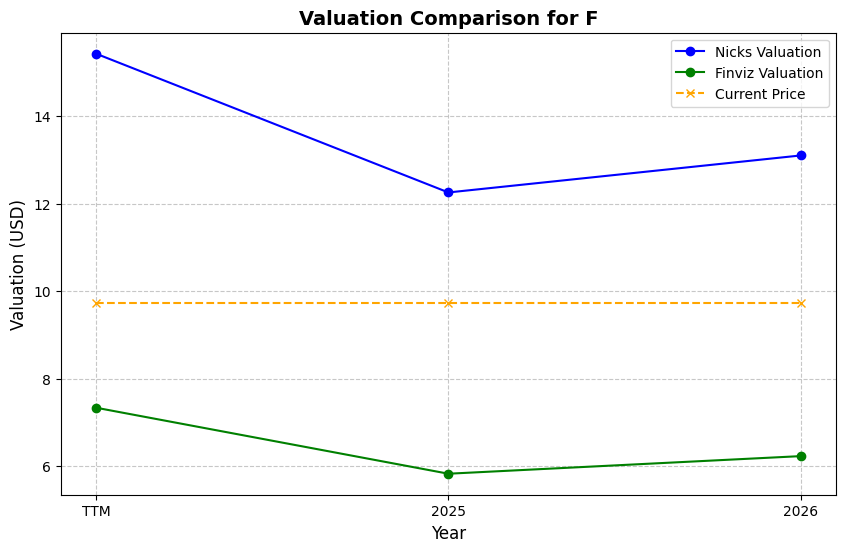 Valuation Comparison for F
Nicks Valuation
Finviz Valuation
Current Price
Valuation (USD)
14
12
10
8
6
TTM
2025
2026
Year